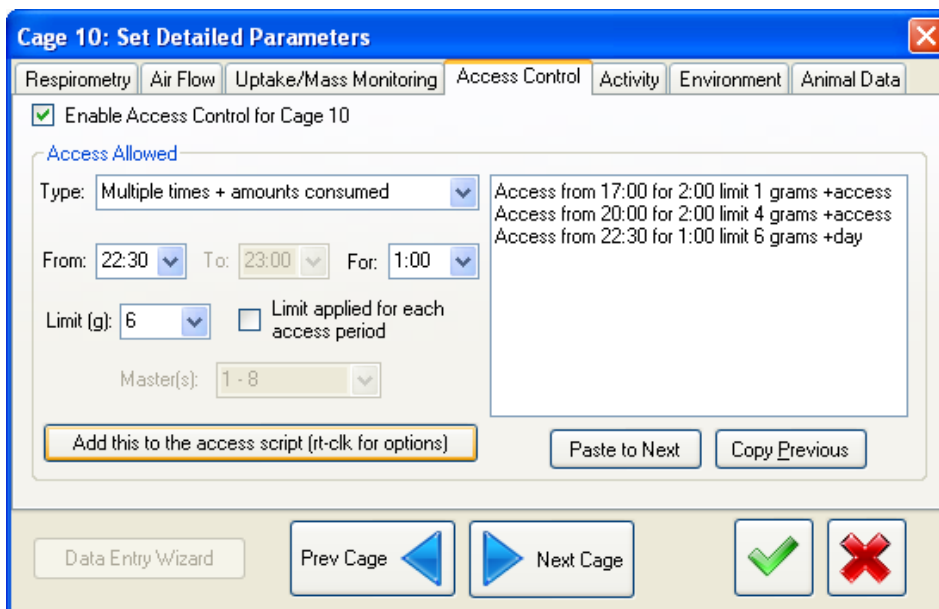 Cage 10: Set Detailed Parameters
Respirometry Air Flow Uptake/Mass Monitoring Access Control Activity Environment Animal Data
Enable Access Control for Cage 10
Access Allowed
Type: Multiple times + amounts consumed
From: 22:30 To: 23:00 For: 1:00
Limit (g): 6
Limit applied for each
access period
Master(s): 1 - 8
Add this to the access script (rt-clk for options)
Access from 17:00 for 2:00 limit 1 grams +access
Access from 20:00 for 2:00 limit 4 grams +access
Access from 22:30 for 1:00 limit 6 grams +day
Paste to Next Copy Previous
Data Entry Wizard Prev Cage Next Cage